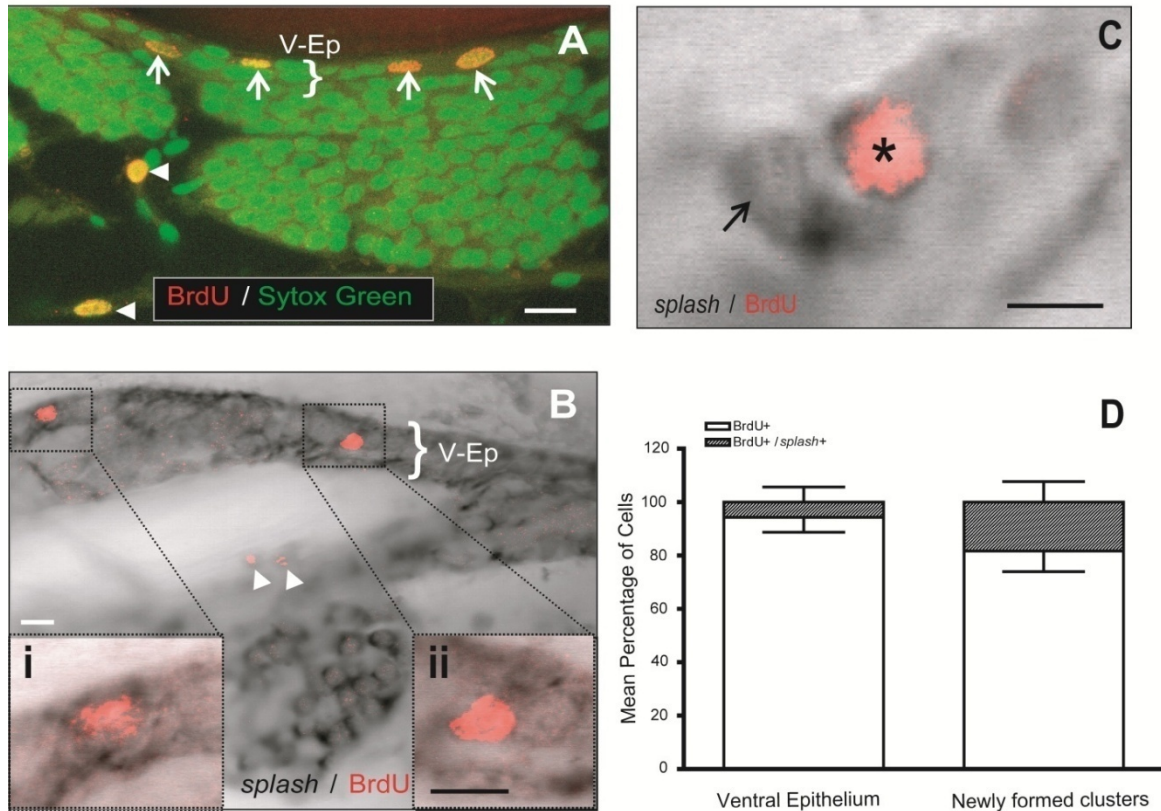 A
V-Ep
}
BrdU / Sytox Green
C
*
splash / BrdU
B
} V-Ep
i
ii
splash / BrdU
D
BrdU+
BrdU+ / splash+
Mean Percentage of Cells
120
100
80
60
40
20
0
Ventral Epithelium
Newly formed clusters